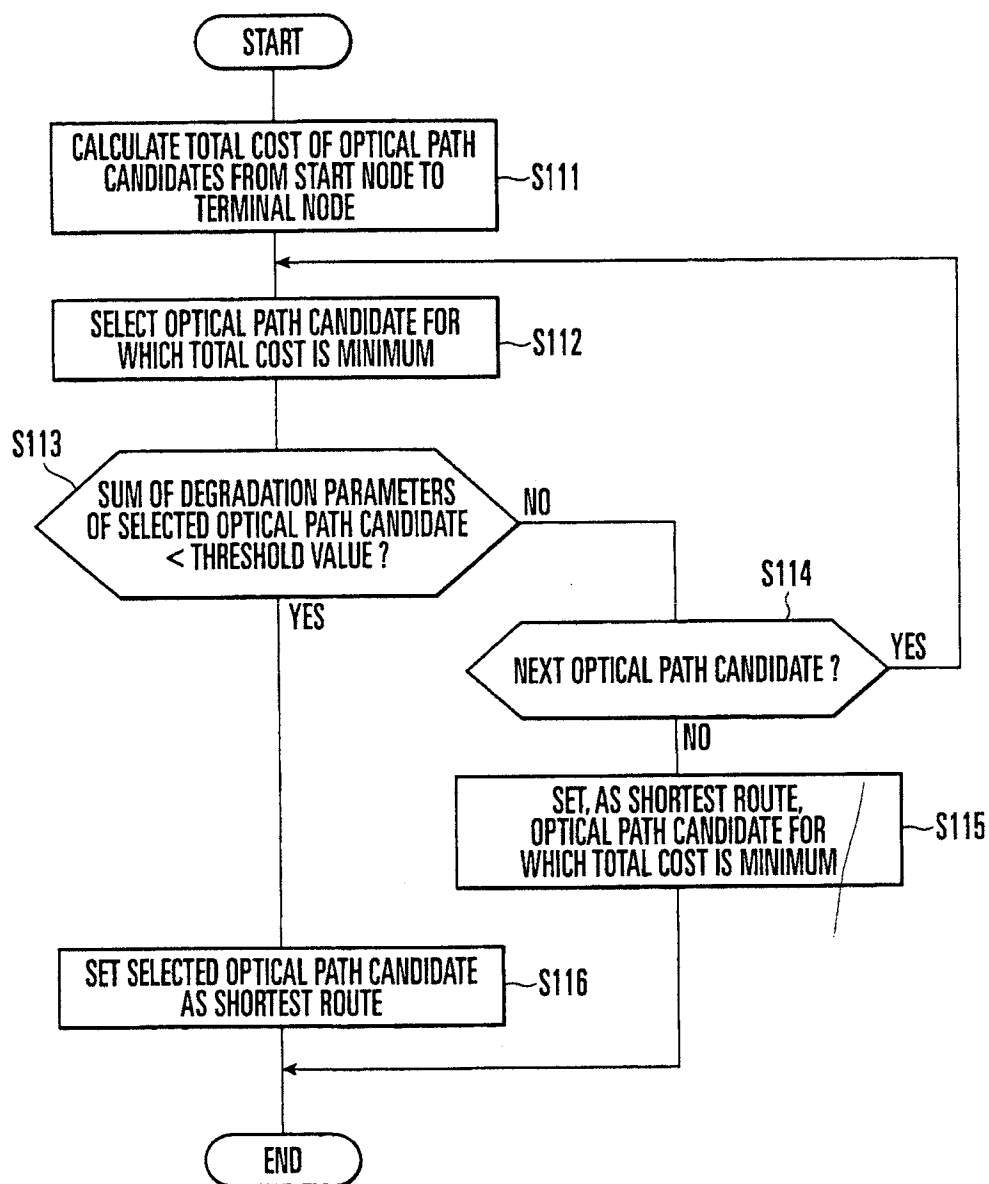 START
CALCULATE TOTAL COST OF OPTICAL PATH
CANDIDATES FROM START NODE TO
TERMINAL NODE
S111
SELECT OPTICAL PATH CANDIDATE FOR
WHICH TOTAL COST IS MINIMUM
S112
S113
SUM OF DEGRADATION PARAMETERS
OF SELECTED OPTICAL PATH CANDIDATE
< THRESHOLD VALUE ?
NO
YES
S114
NEXT OPTICAL PATH CANDIDATE ?
YES
NO
SET, AS SHORTEST ROUTE,
OPTICAL PATH CANDIDATE FOR
WHICH TOTAL COST IS MINIMUM
S115
SET SELECTED OPTICAL PATH CANDIDATE
AS SHORTEST ROUTE
S116
END